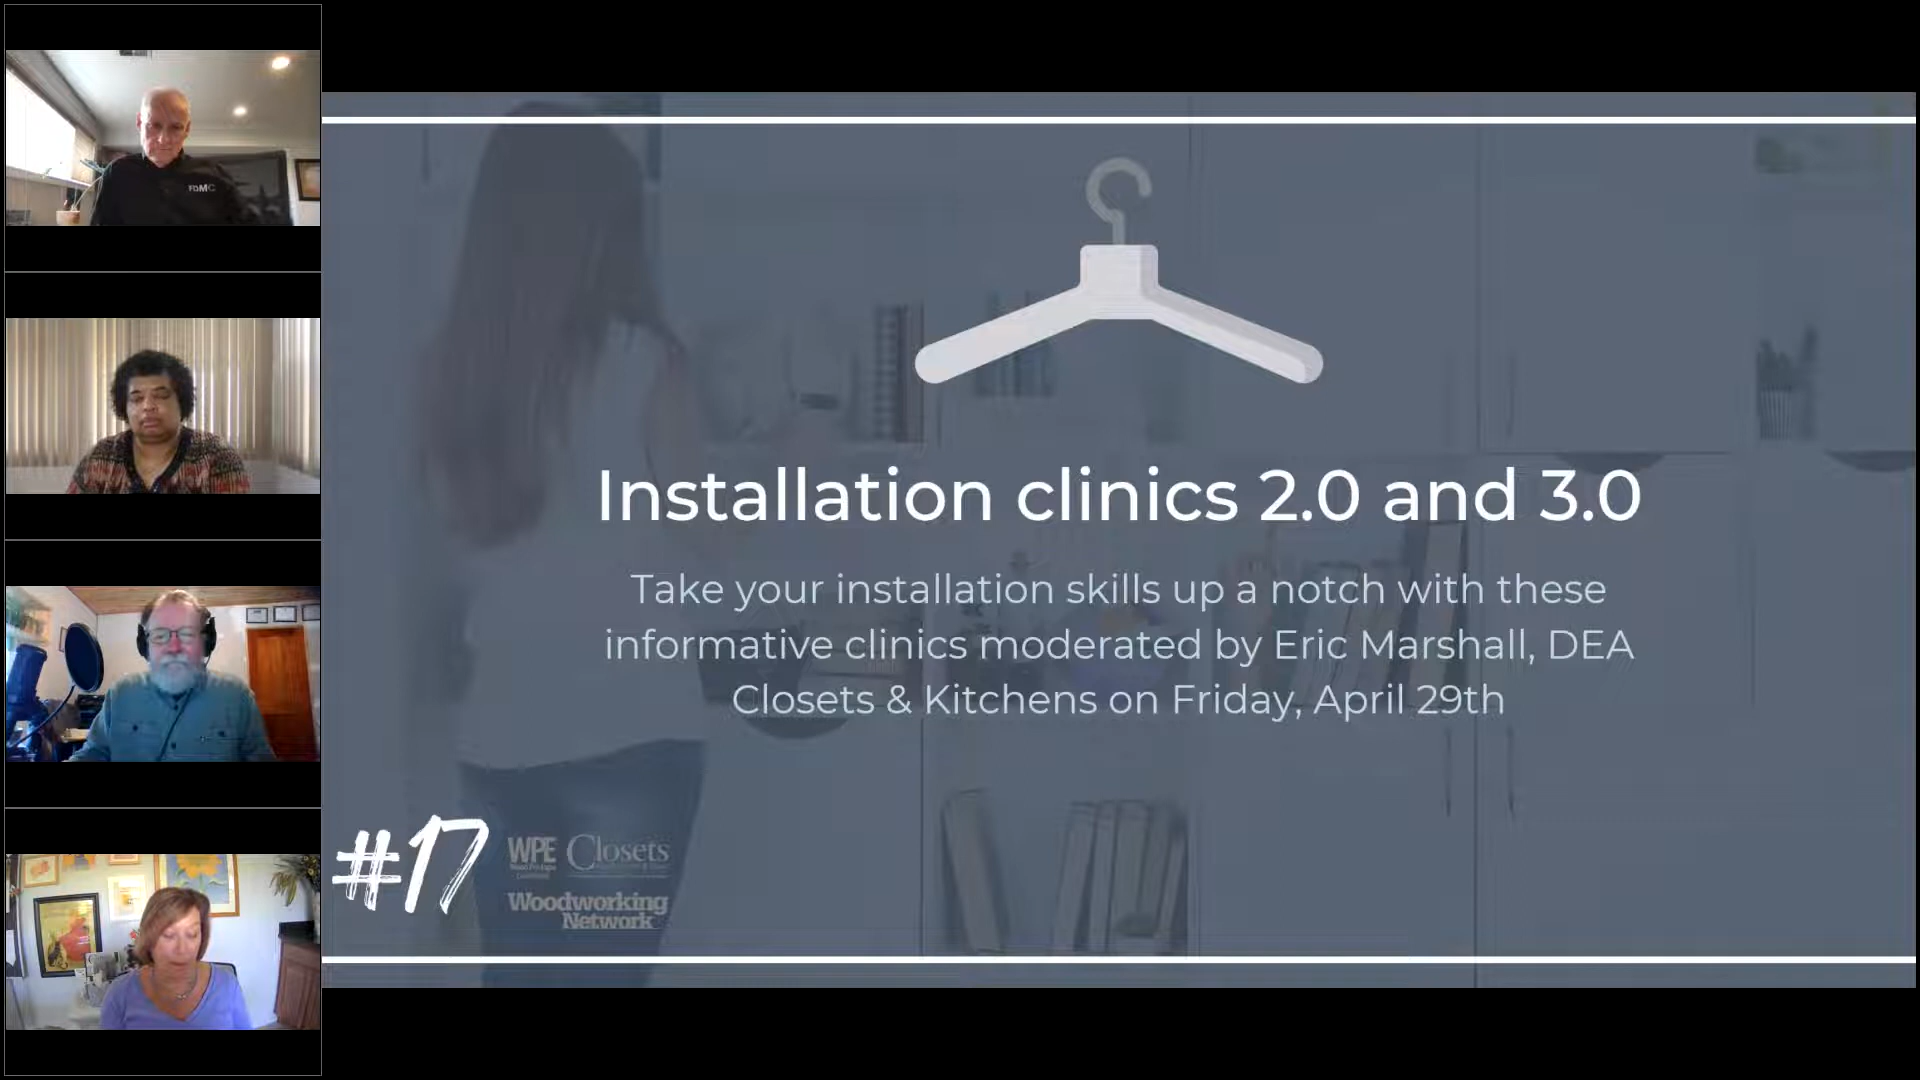 FDMC
Installation clinics 2.0 and 3.0
Take your installation skills up a notch with these
informative clinics moderated by Eric Marshall, DEA
Closets & Kitchens on Friday, April 29th
#17
WPE
Closets
Woodworking
Network